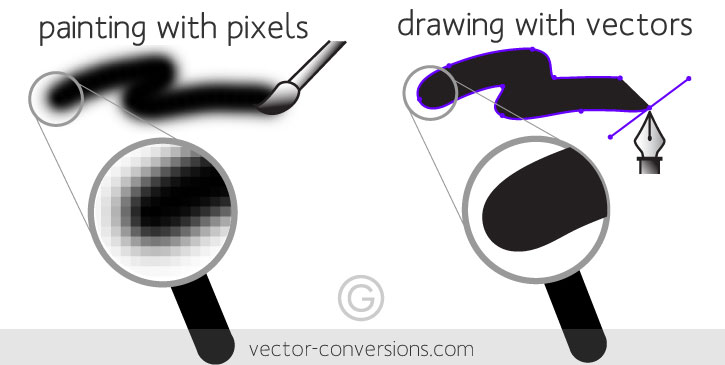 painting with pixels
drawing with vectors
G
vector-conversions.com